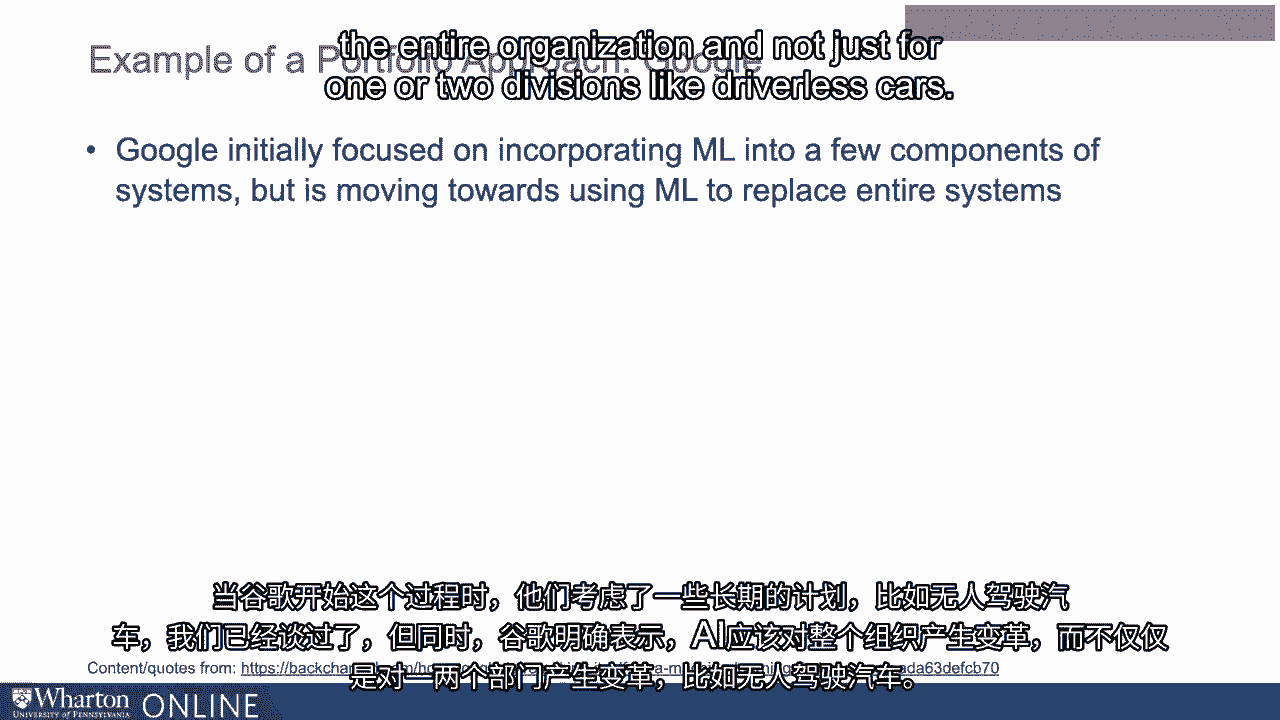 the entire organization and not just for
one or two divisions like driverless cars.
Example of a Portfolio Approach: Google
• Google initially focused on incorporating ML into a few components of
systems, but is moving towards using ML to replace entire systems
当谷歌开始这个过程时，他们考虑了一些长期的计划，比如无人驾驶汽
车，我们已经谈过了，但同时，谷歌明确表示，AI应该对整个组织产生变革，而不仅仅
是对一两个部门产生变革，比如无人驾驶汽车。
Content/quotes from: https://backchannel.com/
Wharton
UNIVERSITY of PENNSYLVANIA
ONLINE